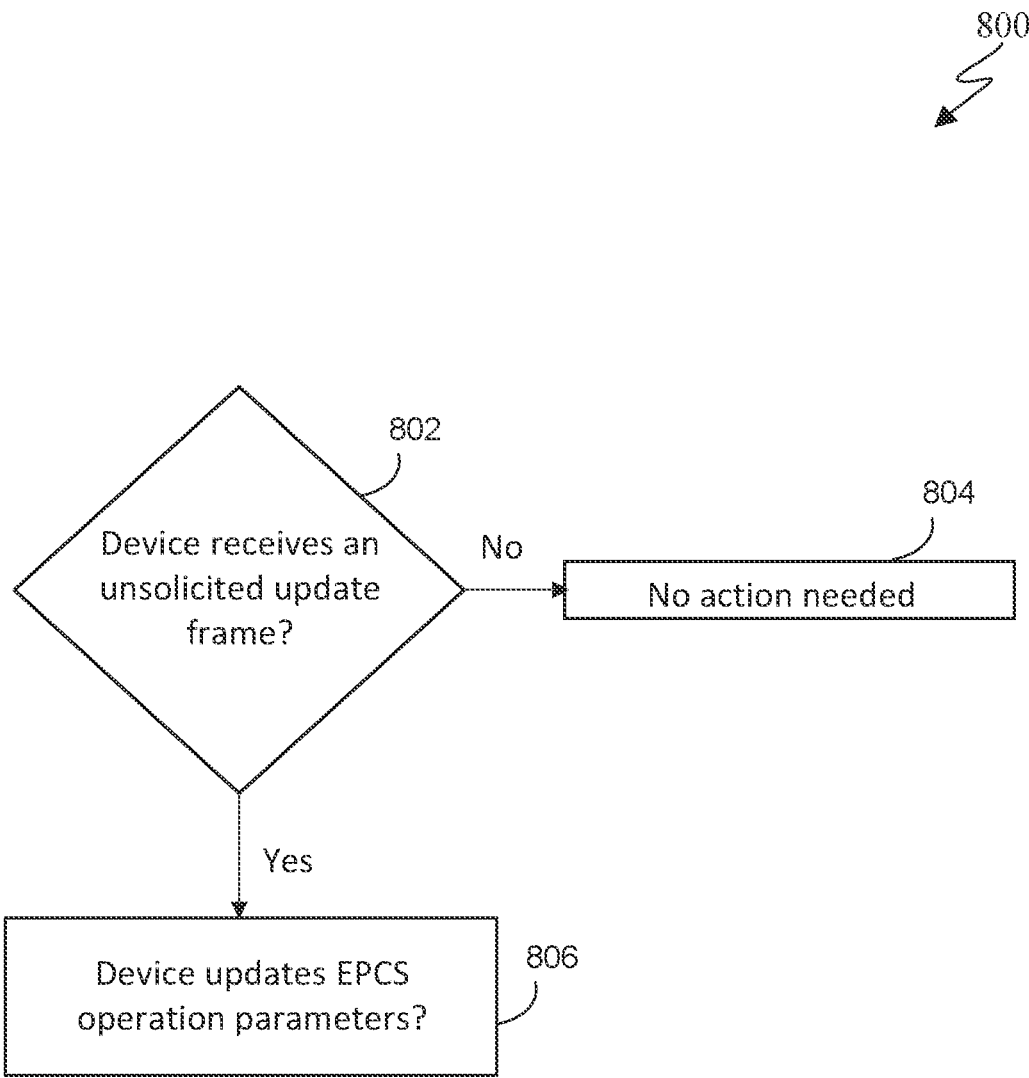 800
802
Device receives an
unsolicited update
frame?
No
804
No action needed
Yes
Device updates EPCS
operation parameters?
806